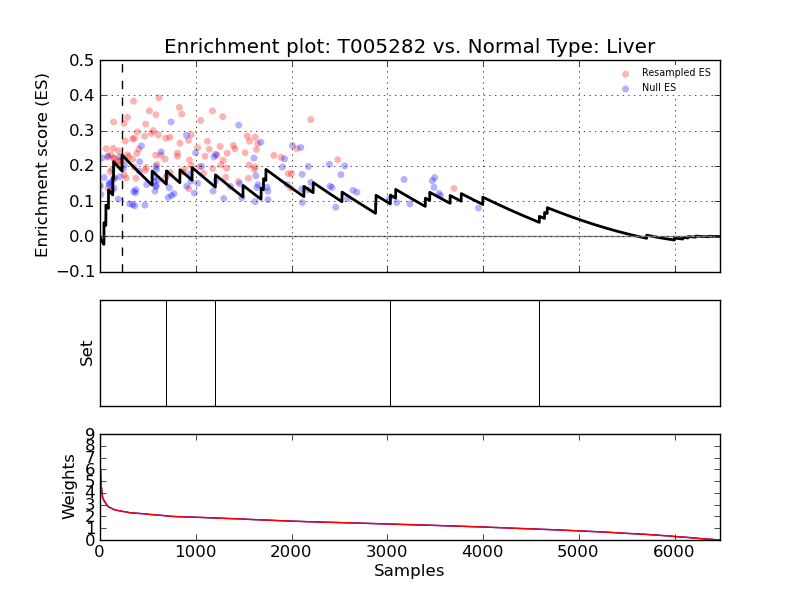 Enrichment plot: T005282 vs. Normal Type: Liver
Enrichment score (ES)
0.5
0.4
0.3
0.2
0.1
0.0
−0.1
Resampled ES
Null ES
Set
Weights
9
8
7
6
5
4
3
2
1
0
0 1000 2000 3000 4000 5000 6000
Samples